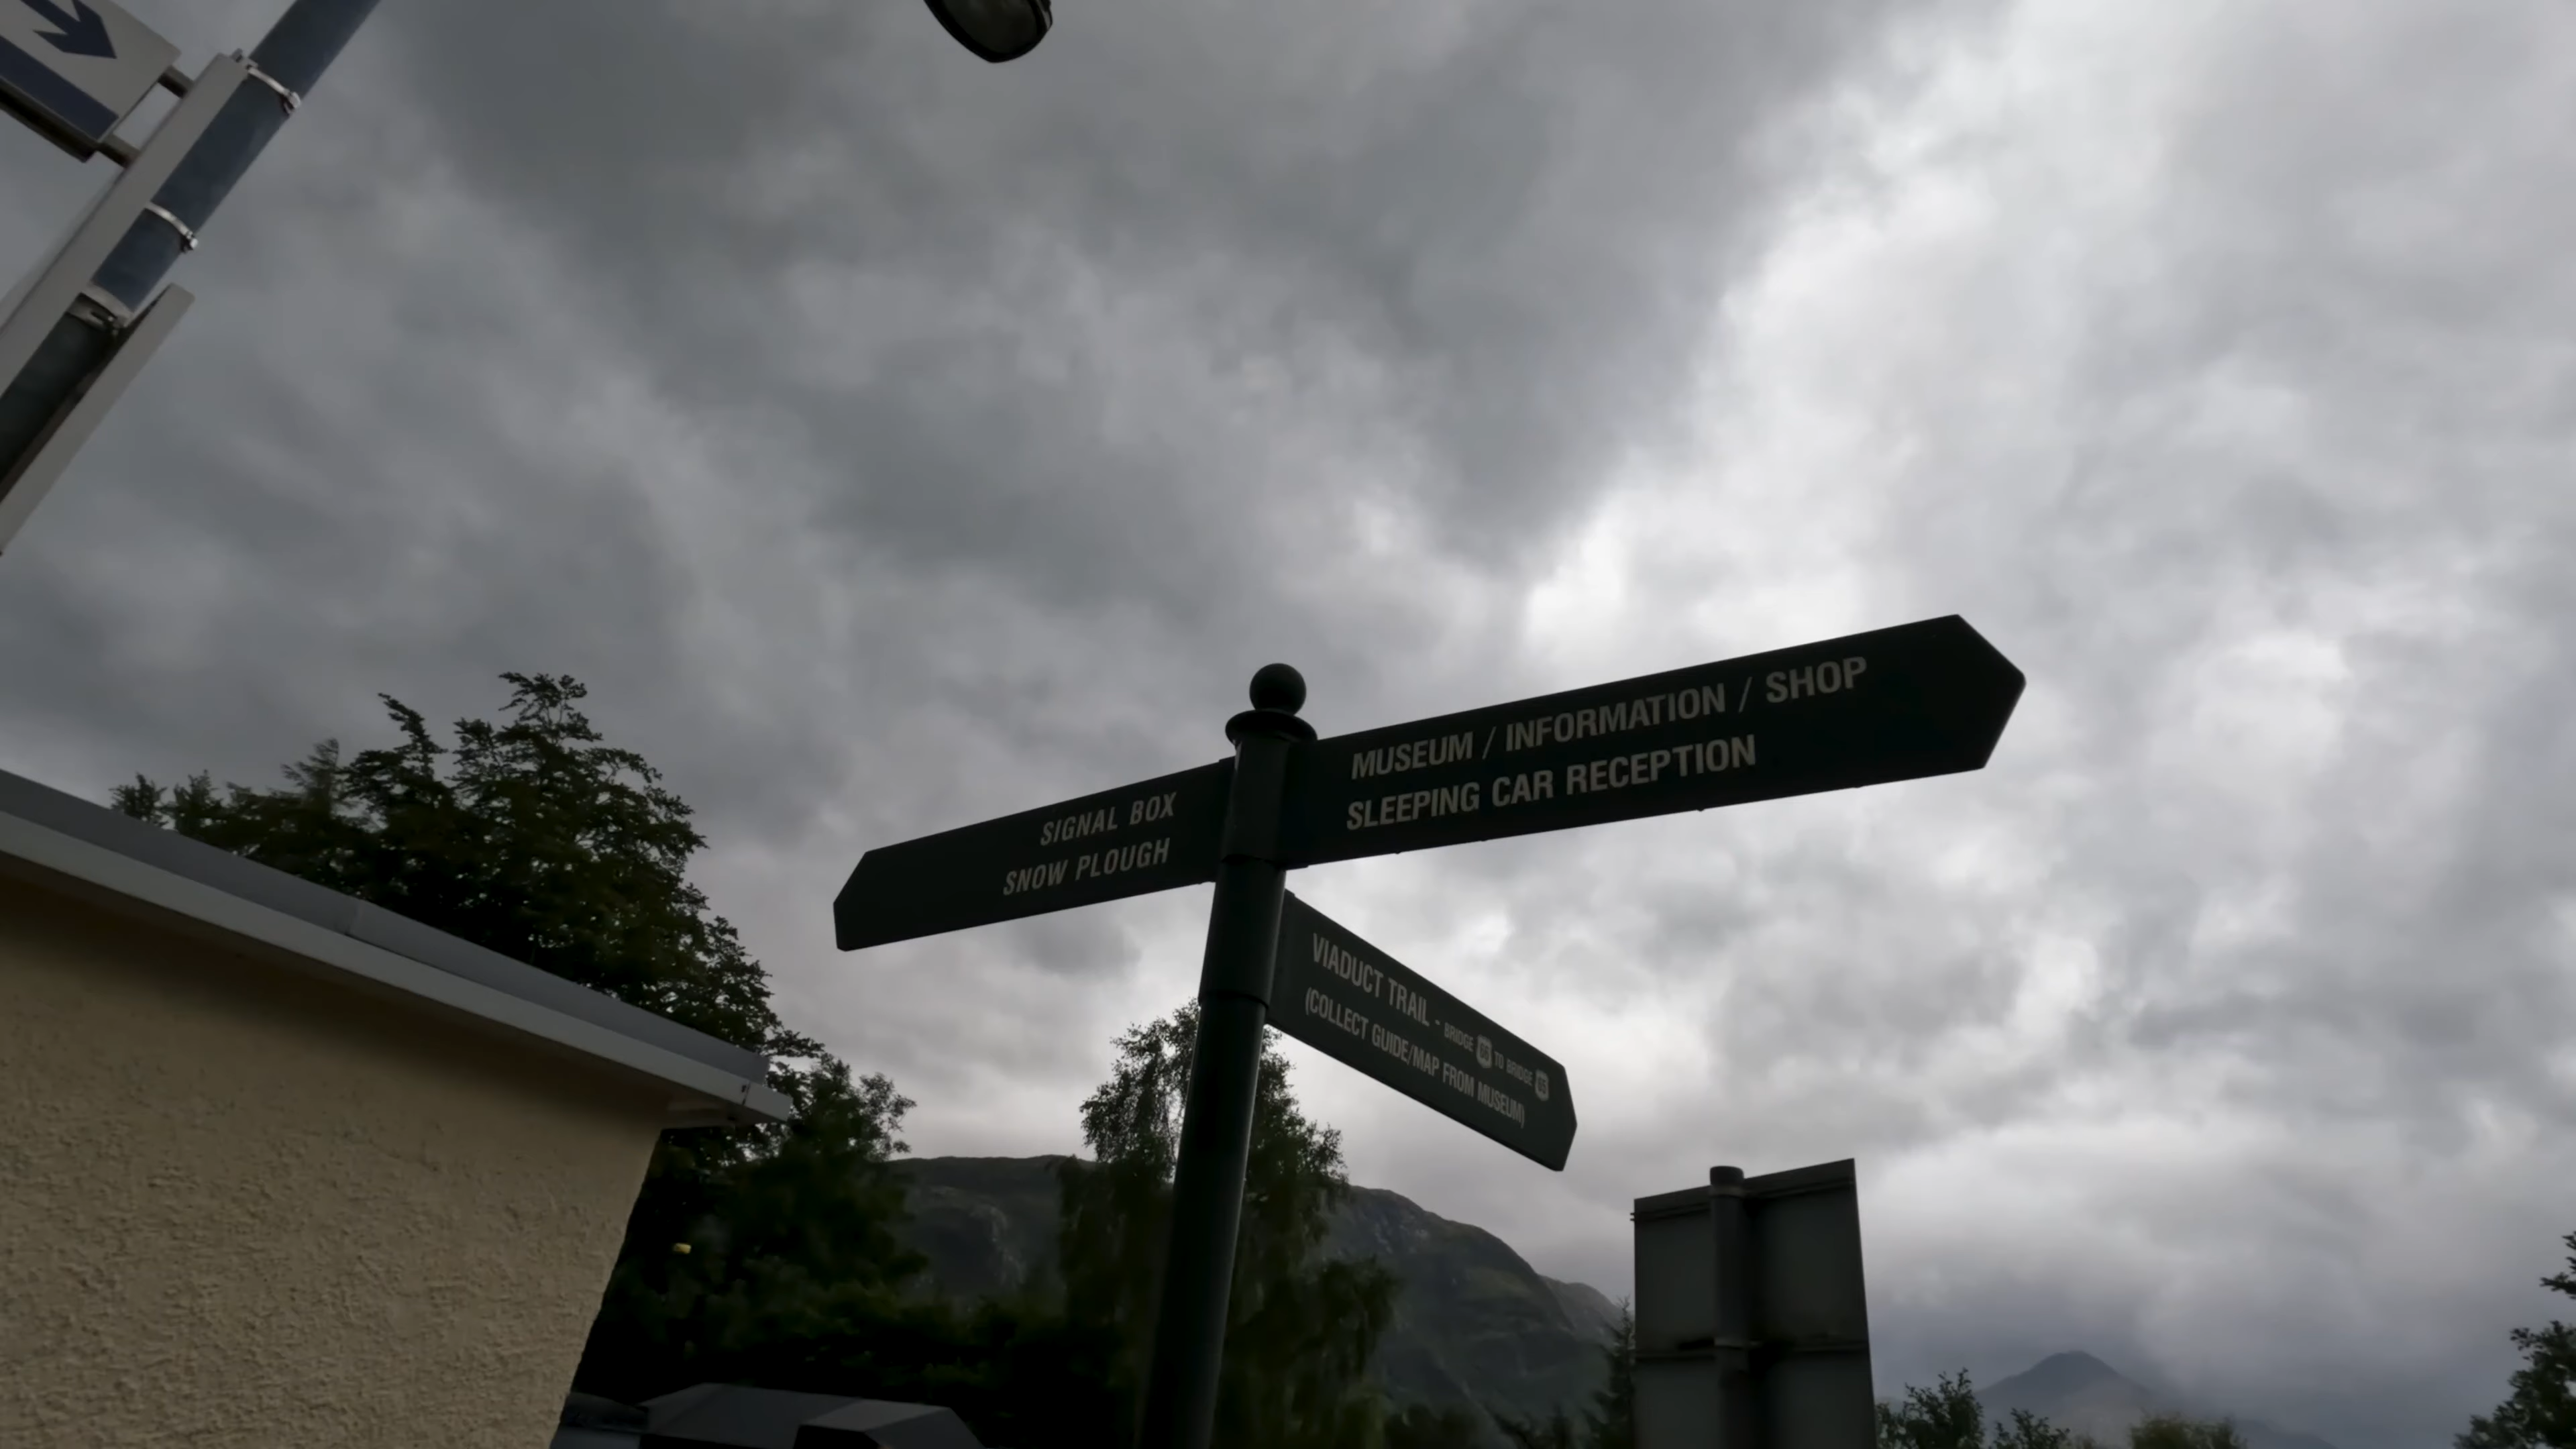 MUSEUM / INFORMATION / SHOP
SLEEPING CAR RECEPTION
SIGNAL BOX
SNOW PLOUGH
VIADUCT TRAIL - BRIDGE TO BRIDGE
(COLLECT GUIDE/MAP FROM MUSEUM)